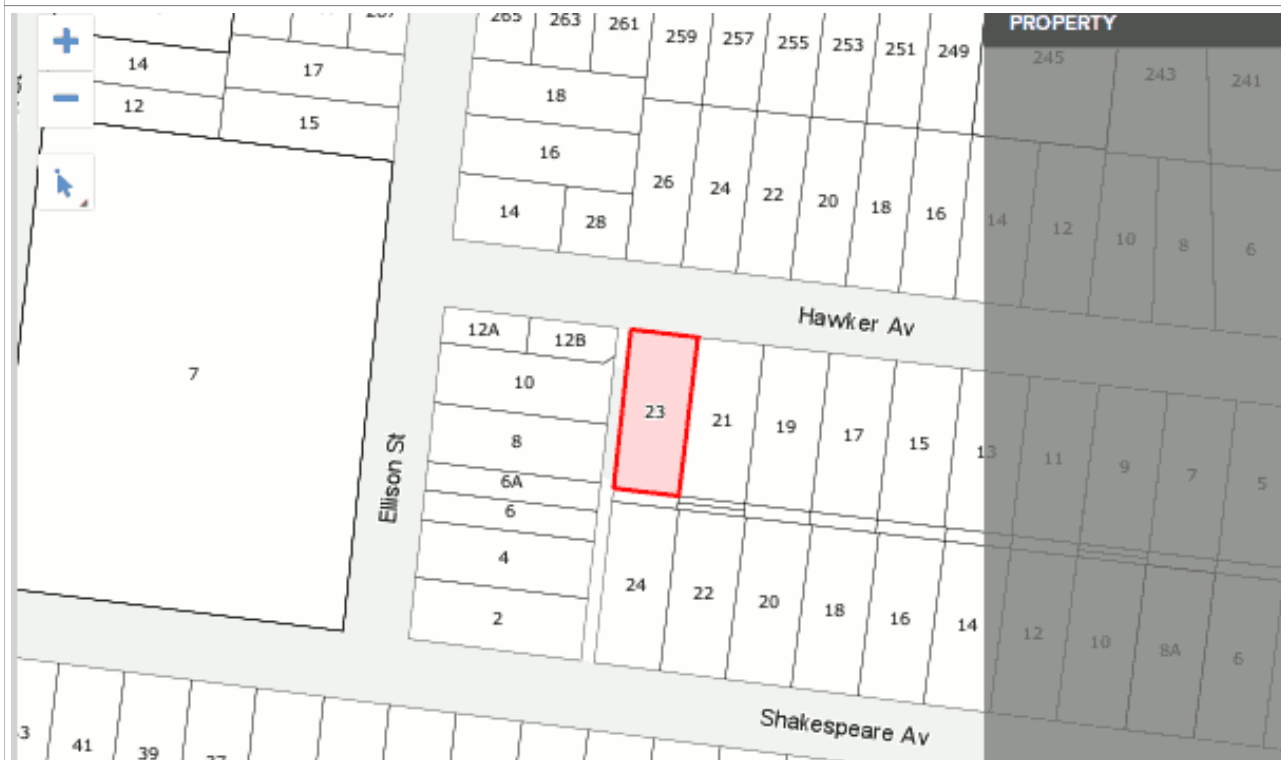 PROPERTY
265 263 261 259 257 255 253 251 249 245 243 241
14 17 18
12 15 16
26 24 22 20 18 16 14 12 10 8 6
14 28
Hawker Av
12A 12B
10
7
23 21 19 17 15 13 11 9 7 5
8
Ellison St
6A
6
4
24 22 20 18 16 14 12 10 8A 6
2
Shakespeare Av
41 39